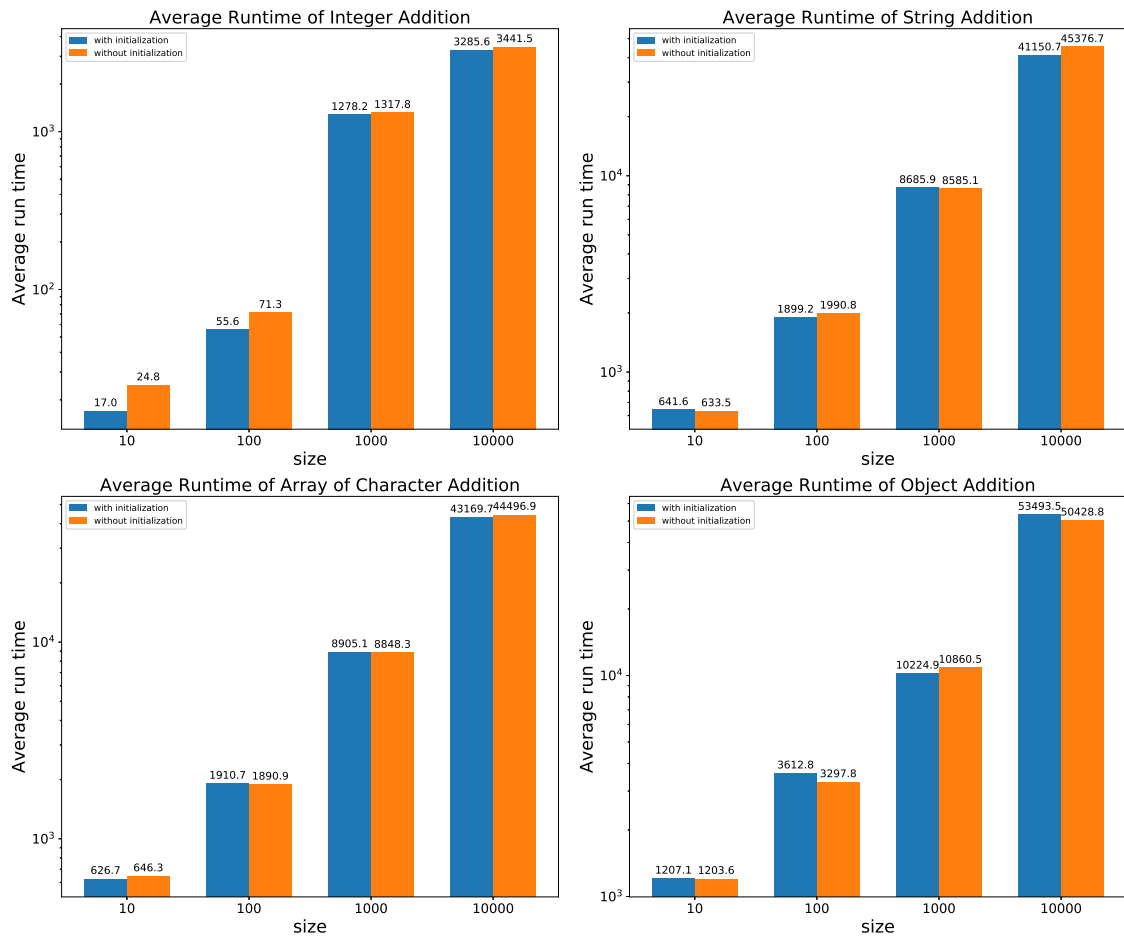 Average Runtime of Integer Addition
with initialization
without initialization
3285.6 3441.5
1278.2 1317.8
10³
Average run time
10²
71.3
55.6
24.8
17.0
10 100 1000 10000
size
Average Runtime of String Addition
with initialization
without initialization
41150.7 45376.7
10⁴
8685.9 8585.1
Average run time
1899.2 1990.8
10³
641.6 633.5
10 100 1000 10000
size
Average Runtime of Array of Character Addition
with initialization
without initialization
43169.7 44496.9
10⁴
8905.1 8848.3
Average run time
1910.7 1890.9
10³
626.7 646.3
10 100 1000 10000
size
Average Runtime of Object Addition
with initialization
without initialization
53493.5 50428.8
10⁴
10224.9 10860.5
Average run time
3612.8 3297.8
1207.1 1203.6
10³
10 100 1000 10000
size